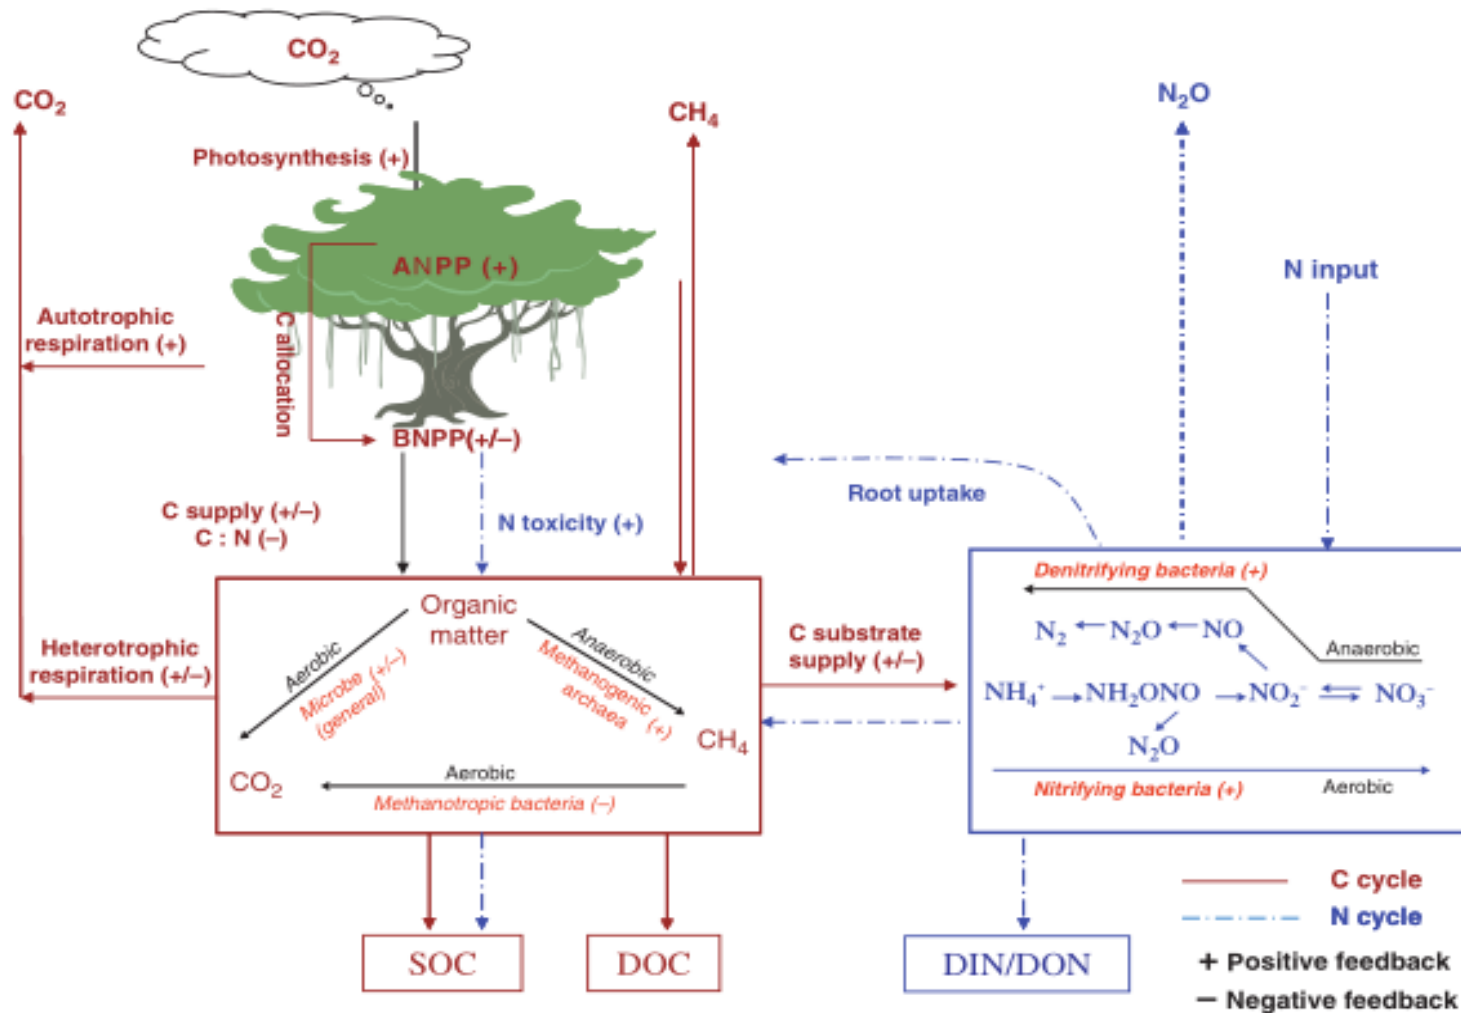 CO₂
CO₂
CH₄
N₂O
Photosynthesis (+)
ANPP (+)
N input
Autotrophic
respiration (+)
C allocation
BNPP(+/−)
Root uptake
C supply (+/−)
C : N (−)
N toxicity (+)
Organic
matter
Aerobic
Microbe (+/−)
(general)
Anaerobic
Methanogenic
archaea (+)
CH₄
CO₂
Aerobic
Methanotropic bacteria (−)
Heterotrophic
respiration (+/−)
C substrate
supply (+/−)
Denitrifying bacteria (+)
Anaerobic
N₂ N₂O NO
NH₄⁺ NH₂ONO NO₂⁻ NO₃⁻
N₂O
Nitrifying bacteria (+)
Aerobic
SOC
DOC
DIN/DON
C cycle
N cycle
+ Positive feedback
− Negative feedback